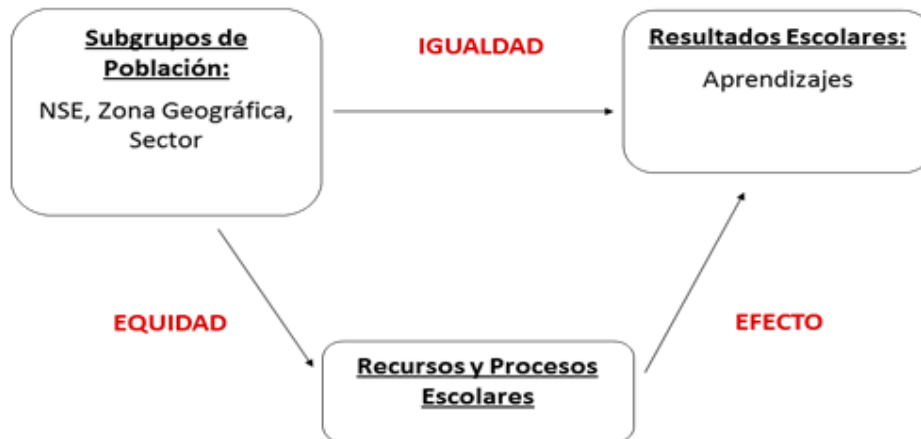 Subgrupos de
Población:
NSE, Zona Geográfica,
Sector
IGUALDAD
Resultados Escolares:
Aprendizajes
EQUIDAD
EFECTO
Recursos y Procesos
Escolares